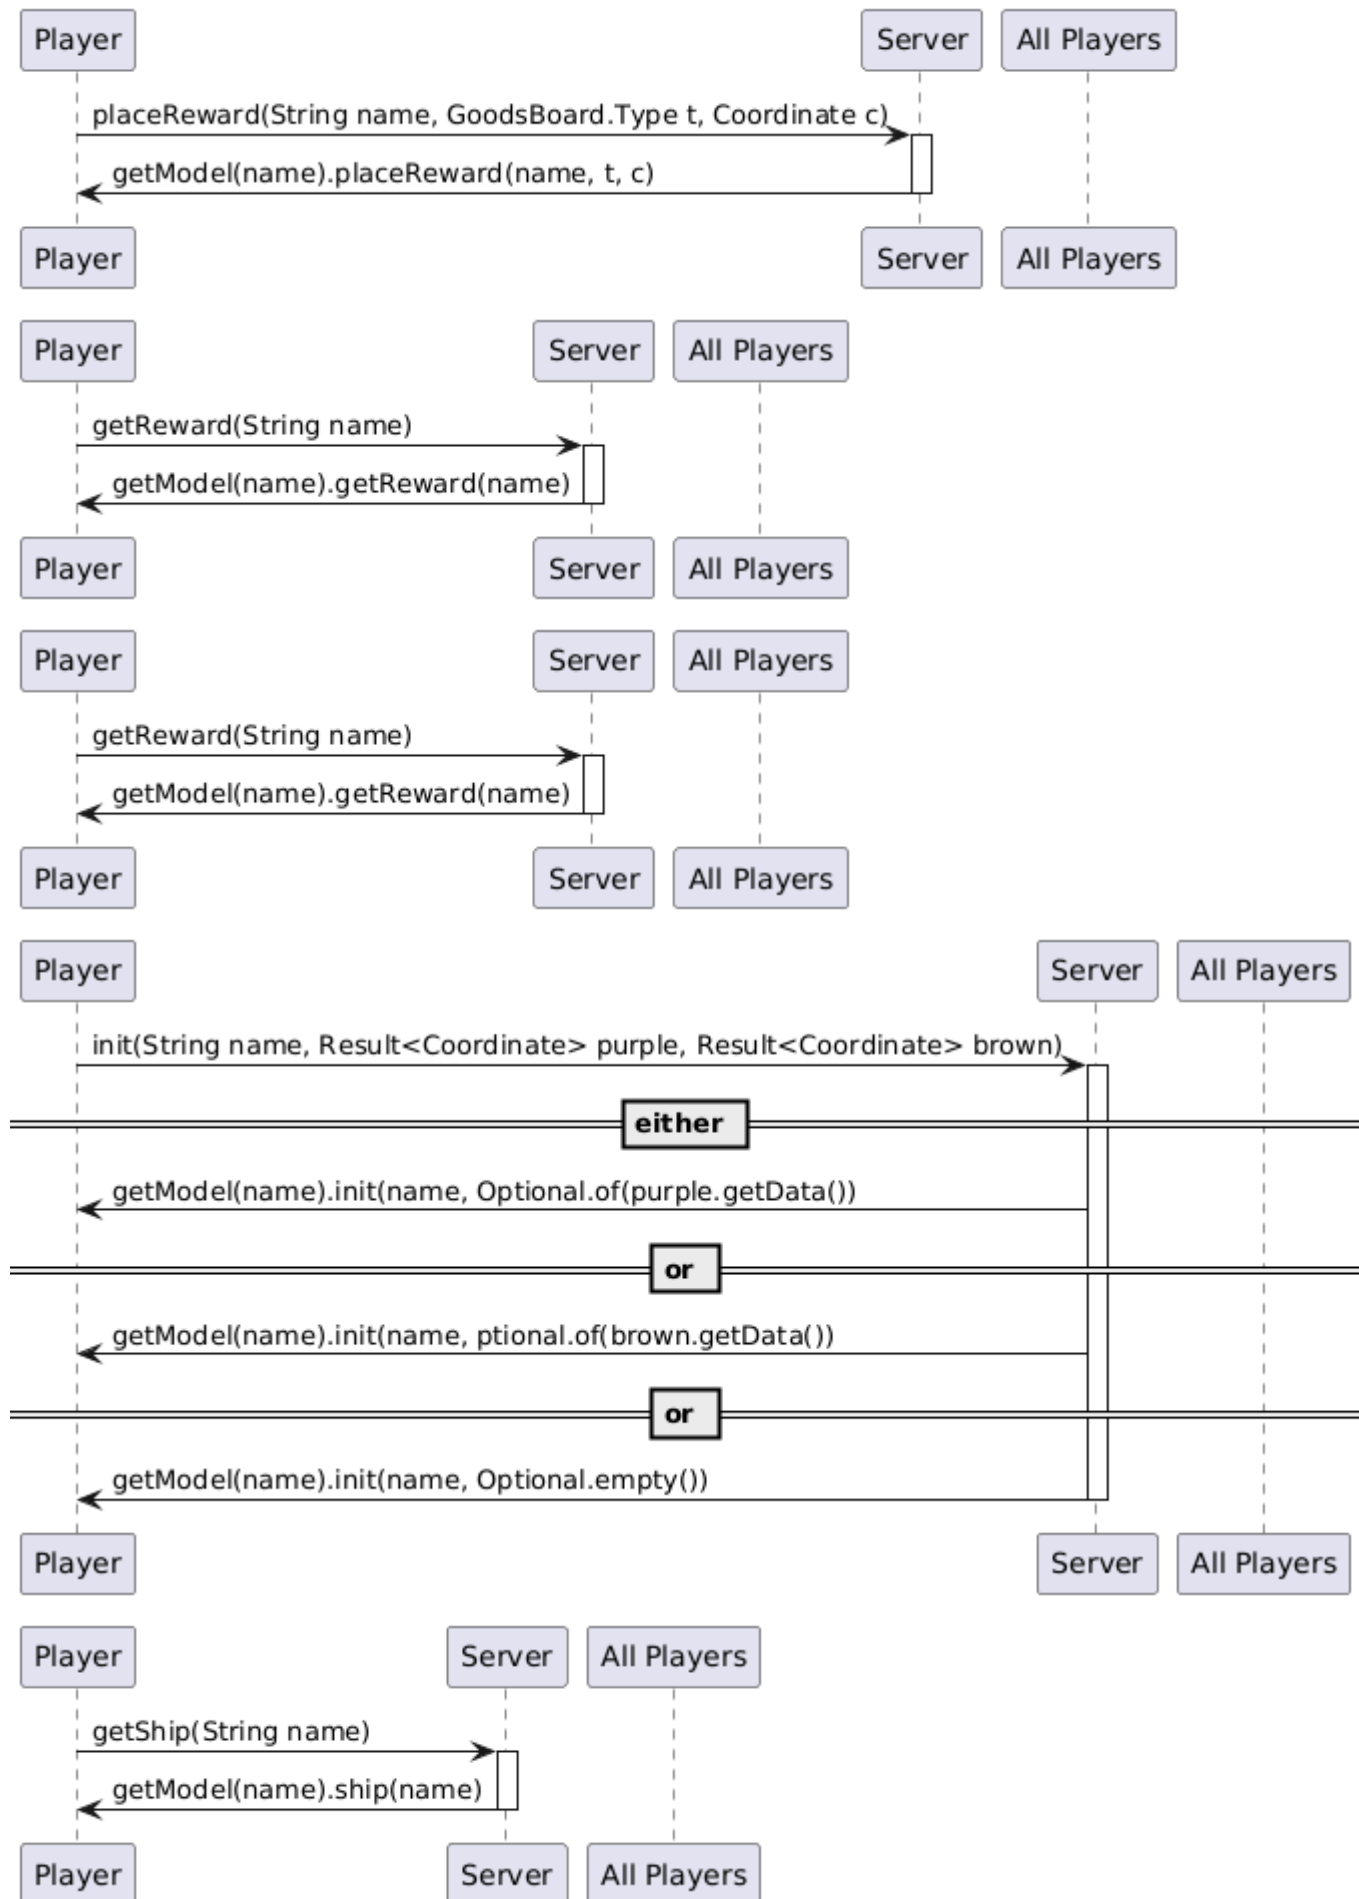 Player Server All Players
placeReward(String name, GoodsBoard.Type t, Coordinate c)
getModel(name).placeReward(name, t, c)
Player Server All Players
Player Server All Players
getReward(String name)
getModel(name).getReward(name)
Player Server All Players
Player Server All Players
getReward(String name)
getModel(name).getReward(name)
Player Server All Players
Player Server All Players
init(String name, Result<Coordinate> purple, Result<Coordinate> brown)
either
getModel(name).init(name, Optional.of(purple.getData())
or
getModel(name).init(name, ptional.of(brown.getData())
or
getModel(name).init(name, Optional.empty())
Player Server All Players
Player Server All Players
getShip(String name)
getModel(name).ship(name)
Player Server All Players